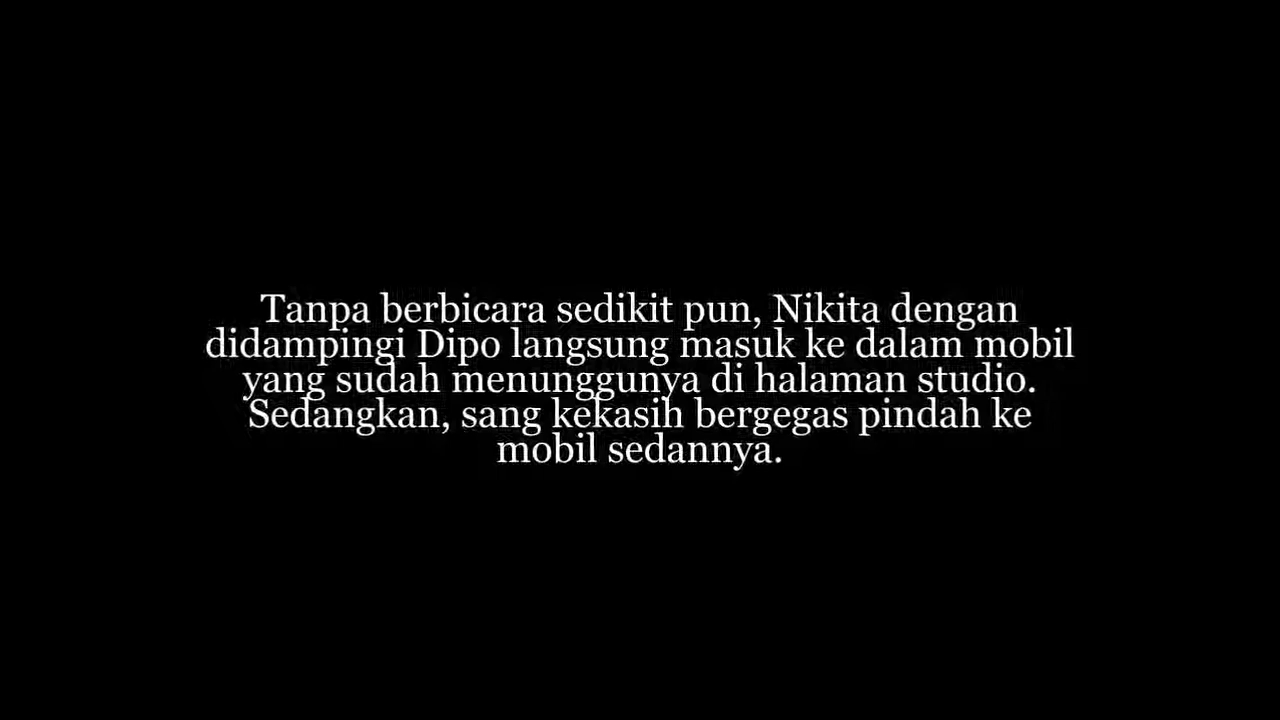 Tanpa berbicara sedikit pun, Nikita dengan
didampingi Dipo langsung masuk ke dalam mobil
yang sudah menunggunya di halaman studio.
Sedangkan, sang kekasih bergegas pindah ke
mobil sedannya.